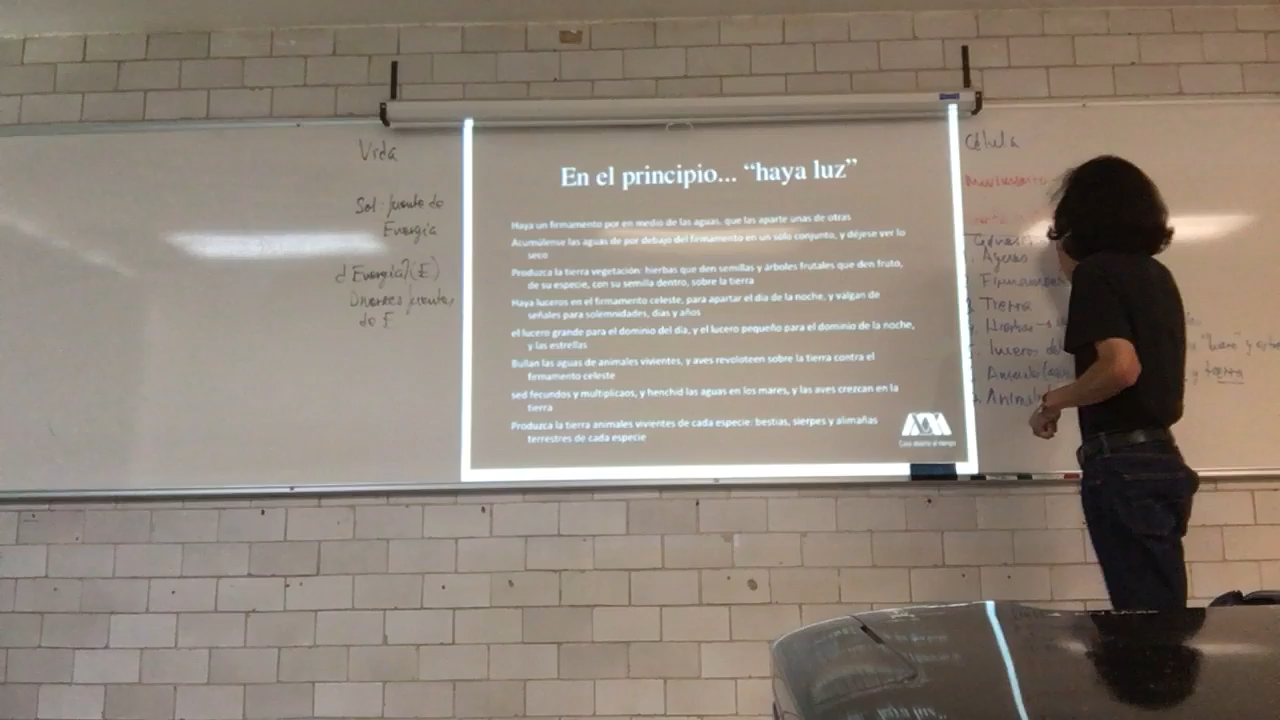 Vida
Sol: fuente de
Energía
¿Energía? (E)
Diversas fuentes
de E
En el principio... “haya luz”
Haya un firmamento por en medio de las aguas, que las aparte unas de otras
Acumúlense las aguas de por debajo del firmamento en un sólo conjunto, y déjese ver lo
seco
Produzca la tierra vegetación: hierbas que den semillas y árboles frutales que den fruto,
de su especie, con su semilla dentro, sobre la tierra
Haya luceros en el firmamento celeste, para apartar el día de la noche, y valgan de
señales para solemnidades, días y años
el lucero grande para el dominio del día, y el lucero pequeño para el dominio de la noche,
y las estrellas
Bullan las aguas de animales vivientes, y aves revoloteen sobre la tierra contra el
firmamento celeste
sed fecundos y multiplicaos, y henchid las aguas en los mares, y las aves crezcan en la
tierra
Produzca la tierra animales vivientes de cada especie: bestias, sierpes y alimañas
terrestres de cada especie
Casa abierta al tiempo
Célula
Aguas
Tierra
luceros del
y tierra